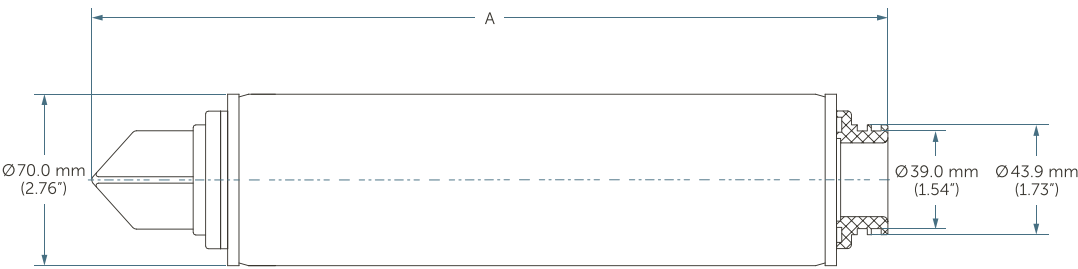 A
Ø70.0 mm
(2.76″)
Ø39.0 mm
(1.54″)
Ø43.9 mm
(1.73″)